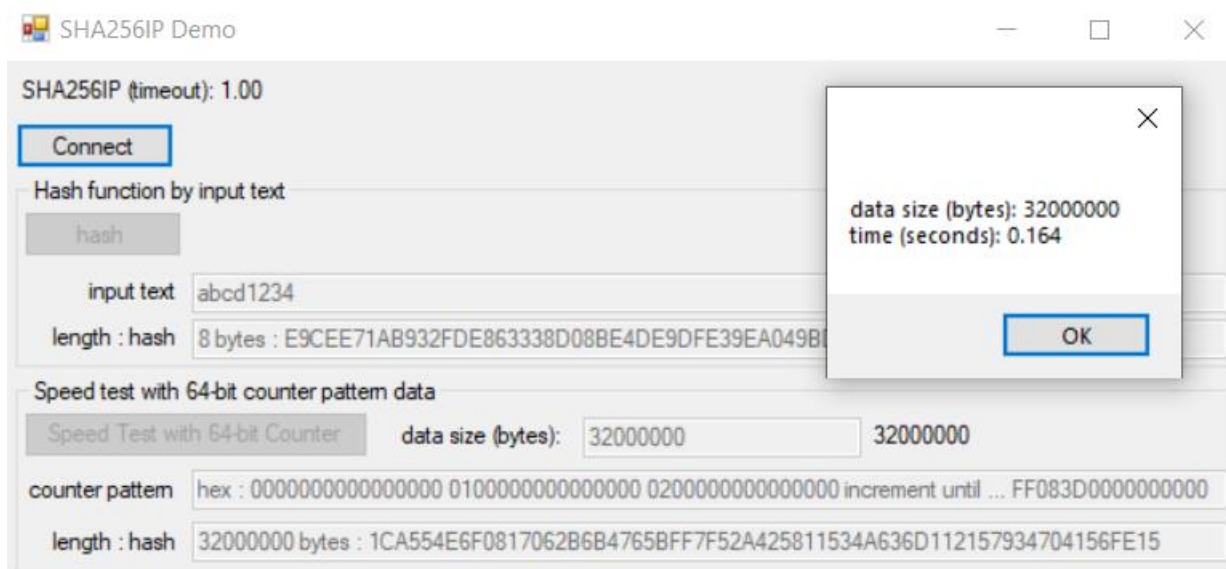 SHA256IP Demo
SHA256IP (timeout): 1.00
Connect
Hash function by input text
hash
input text abcd1234
length : hash 8 bytes : E9CEE71AB932FDE863338D08BE4DE9DFE39EA049B
data size (bytes): 32000000
time (seconds): 0.164
OK
Speed test with 64-bit counter pattern data
Speed Test with 64-bit Counter data size (bytes): 32000000 32000000
counter pattern hex : 0000000000000000 0100000000000000 0200000000000000 increment until ... FF083D0000000000
length : hash 32000000 bytes : 1CA554E6F0817062B6B4765BFF7F52A425811534A636D112157934704156FE15